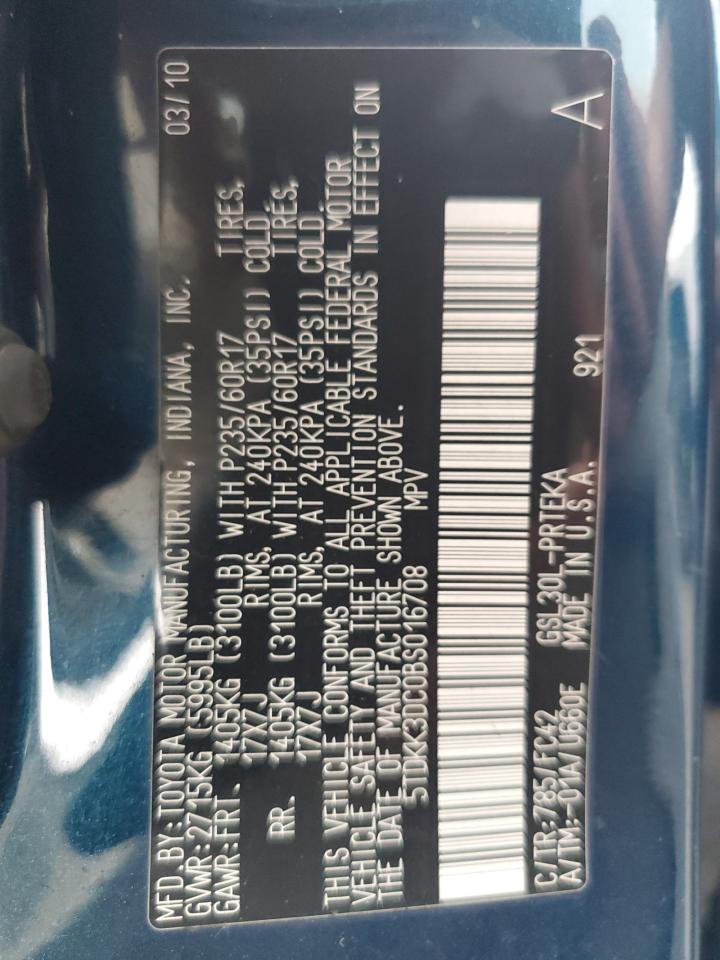 MFD. BY: TOYOTA MOTOR MANUFACTURING, INDIANA, INC. 03/10
GVWR: 2715KG (5995LB)
GAWR: FRT. 1405KG (3100LB) WITH P235/60R17 TIRES,
17X7J RIMS, AT 240KPA (35PSI) COLD.
RR. 1405KG (3100LB) WITH P235/60R17 TIRES,
17X7J RIMS, AT 240KPA (35PSI) COLD.
THIS VEHICLE CONFORMS TO ALL APPLICABLE FEDERAL MOTOR
VEHICLE SAFETY AND THEFT PREVENTION STANDARDS IN EFFECT ON
THE DATE OF MANUFACTURE SHOWN ABOVE.
5TDKK3DC0BS016708 MPV
C/TR: 785/FC42 GSL30L-PRTEKA
A/TM: -01A/U660E MADE IN U.S.A. 921
A